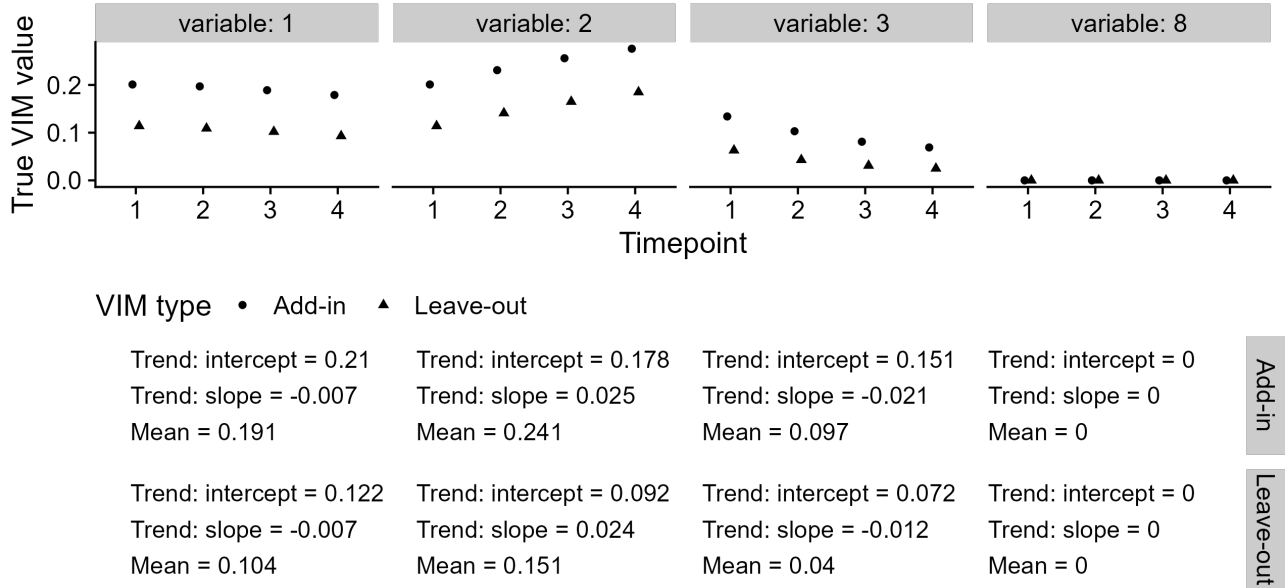 variable: 1
variable: 2
variable: 3
variable: 8
True VIM value
0.2
0.1
0.0
1 2 3 4
1 2 3 4
1 2 3 4
1 2 3 4
Timepoint
VIM type
Add-in
Leave-out
Trend: intercept = 0.21
Trend: slope = -0.007
Mean = 0.191
Trend: intercept = 0.178
Trend: slope = 0.025
Mean = 0.241
Trend: intercept = 0.151
Trend: slope = -0.021
Mean = 0.097
Trend: intercept = 0
Trend: slope = 0
Mean = 0
Add-in
Trend: intercept = 0.122
Trend: slope = -0.007
Mean = 0.104
Trend: intercept = 0.092
Trend: slope = 0.024
Mean = 0.151
Trend: intercept = 0.072
Trend: slope = -0.012
Mean = 0.04
Trend: intercept = 0
Trend: slope = 0
Mean = 0
Leave-out